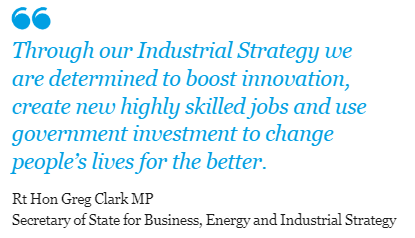 Through our Industrial Strategy we
are determined to boost innovation,
create new highly skilled jobs and use
government investment to change
people’s lives for the better.
Rt Hon Greg Clark MP
Secretary of State for Business, Energy and Industrial Strategy